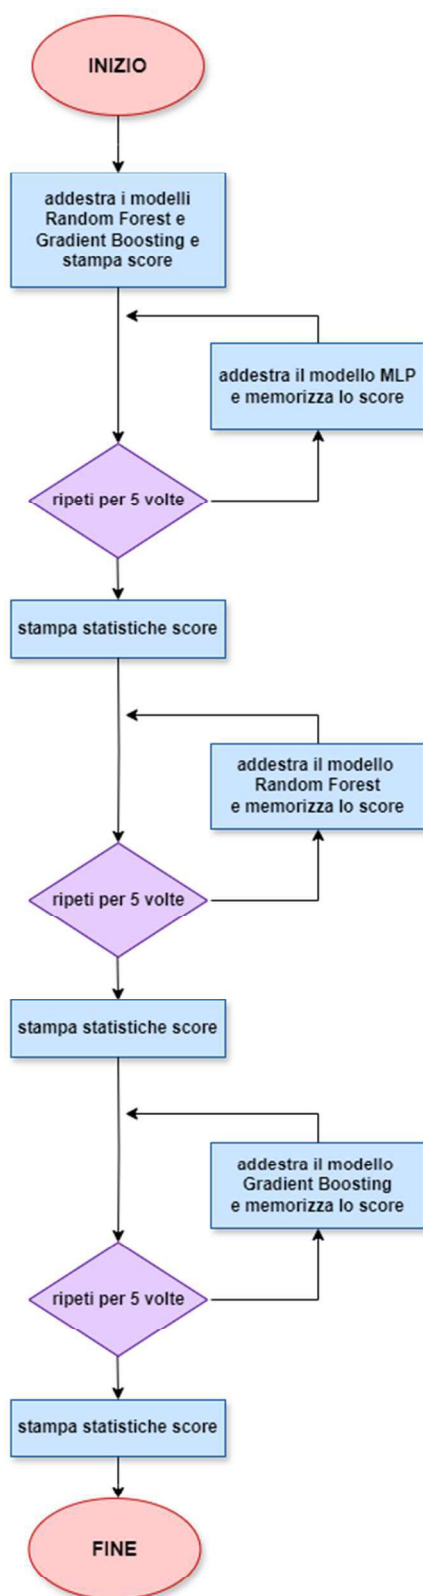 INIZIO
addestra i modelli
Random Forest e
Gradient Boosting e
stampa score
addestra il modello MLP
e memorizza lo score
ripeti per 5 volte
stampa statistiche score
addestra il modello
Random Forest
e memorizza lo score
ripeti per 5 volte
stampa statistiche score
addestra il modello
Gradient Boosting
e memorizza lo score
ripeti per 5 volte
stampa statistiche score
FINE